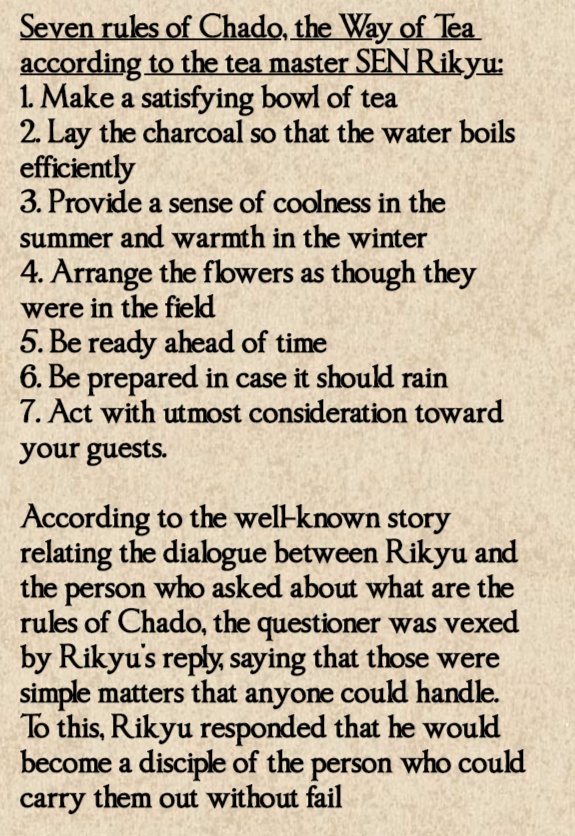 Seven rules of Chado, the Way of Tea
according to the tea master SEN Rikyu:
1. Make a satisfying bowl of tea
2. Lay the charcoal so that the water boils
efficiently
3. Provide a sense of coolness in the
summer and warmth in the winter
4. Arrange the flowers as though they
were in the field
5. Be ready ahead of time
6. Be prepared in case it should rain
7. Act with utmost consideration toward
your guests.
According to the well-known story
relating the dialogue between Rikyu and
the person who asked about what are the
rules of Chado, the questioner was vexed
by Rikyu's reply, saying that those were
simple matters that anyone could handle.
To this, Rikyu responded that he would
become a disciple of the person who could
carry them out without fail